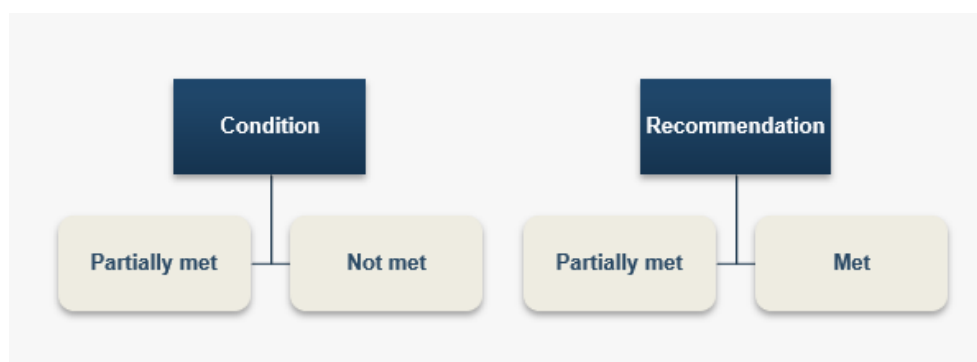 Condition
Recommendation
Partially met
Not met
Partially met
Met